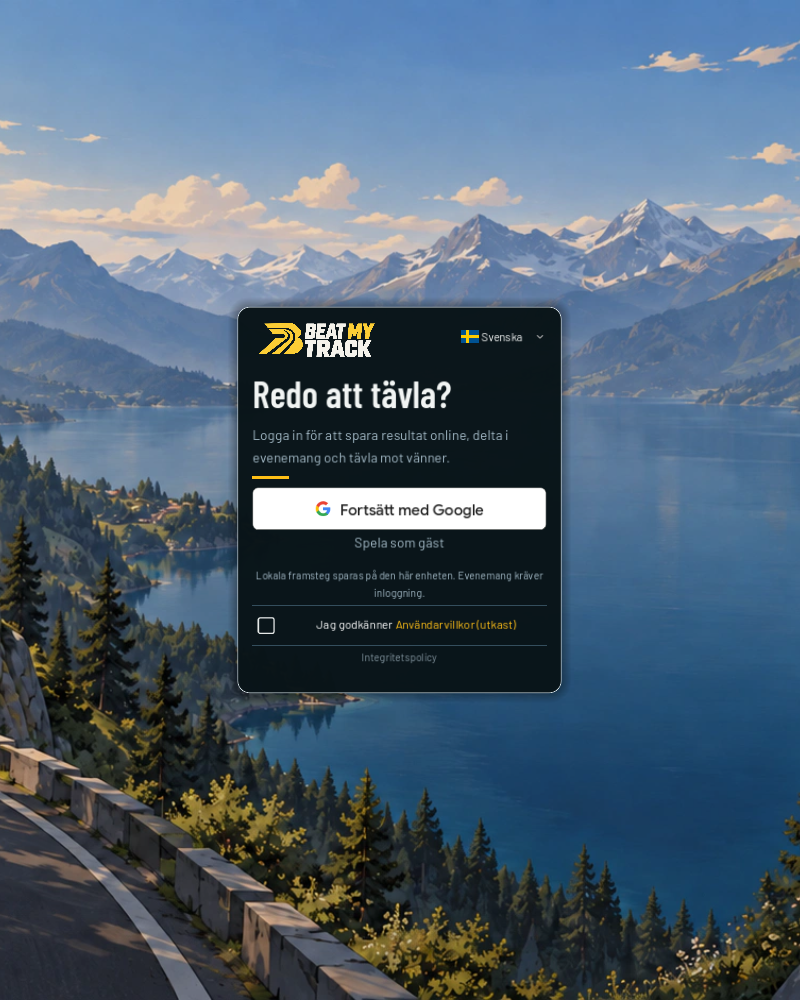 BEAT MY
TRACK
Svenska
Redo att tävla?
Logga in för att spara resultat online, delta i
evenemang och tävla mot vänner.
Fortsätt med Google
Spela som gäst
Lokala framsteg sparas på den här enheten. Evenemang kräver
inloggning.
Jag godkänner Användarvillkor (utkast)
Integritetspolicy